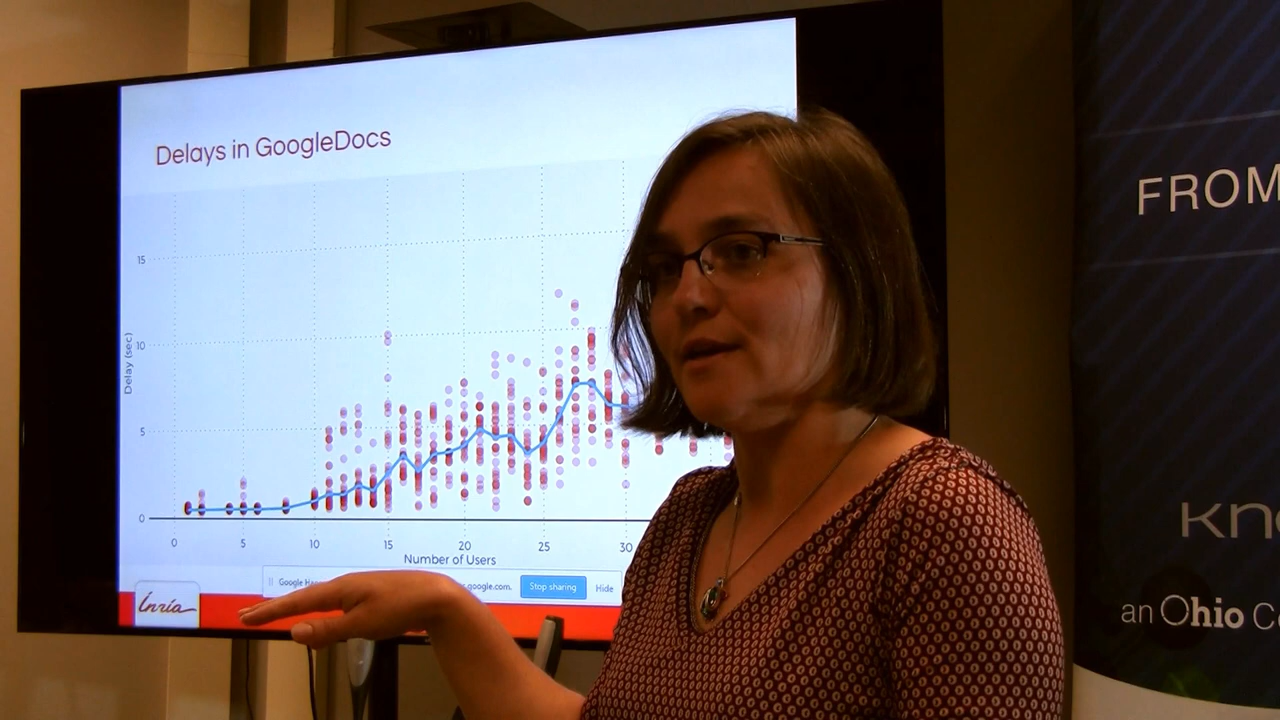 Delays in GoogleDocs
15
10
5
0
Delay (sec)
0 5 10 15 20 25 30
Number of Users
Google google.com. Stop sharing Hide
Inria
FROM
kn
an Ohio